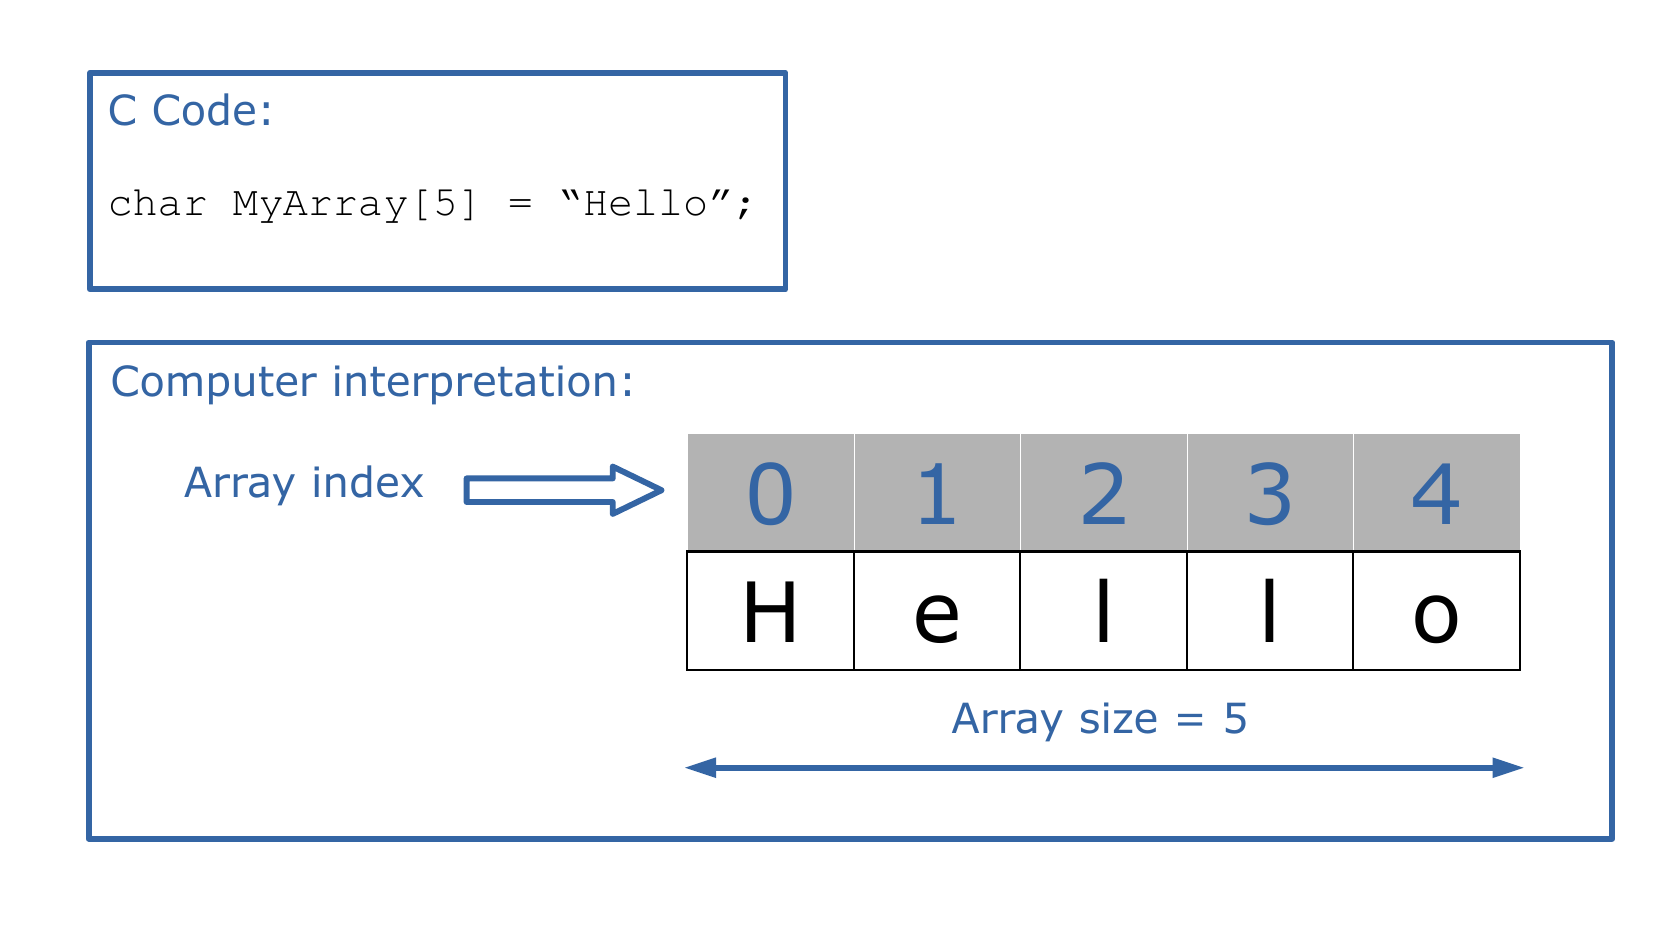 C Code:
char MyArray[5] = “Hello”;
Computer interpretation:
Array index
0 1 2 3 4
H e l l o
Array size = 5